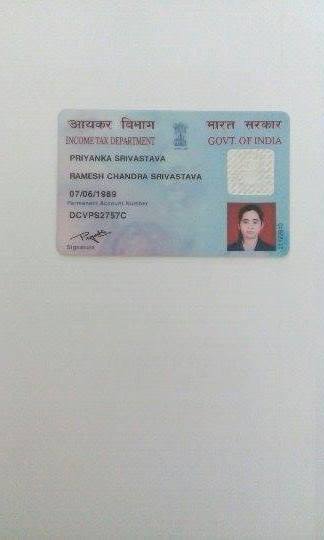 आयकर विभाग
भारत सरकार
INCOME TAX DEPARTMENT
GOVT. OF INDIA
PRIYANKA SRIVASTAVA
RAMESH CHANDRA SRIVASTAVA
07/06/1989
Permanent Account Number
DCVPS2757C
Signature